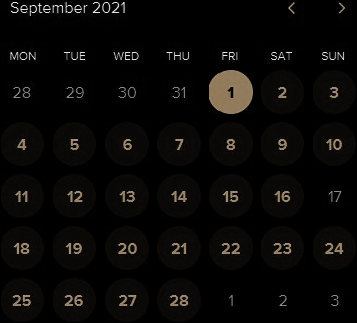 September 2021
MON TUE WED THU FRI SAT SUN
28 29 30 31 1 2 3
4 5 6 7 8 9 10
11 12 13 14 15 16 17
18 19 20 21 22 23 24
25 26 27 28 1 2 3